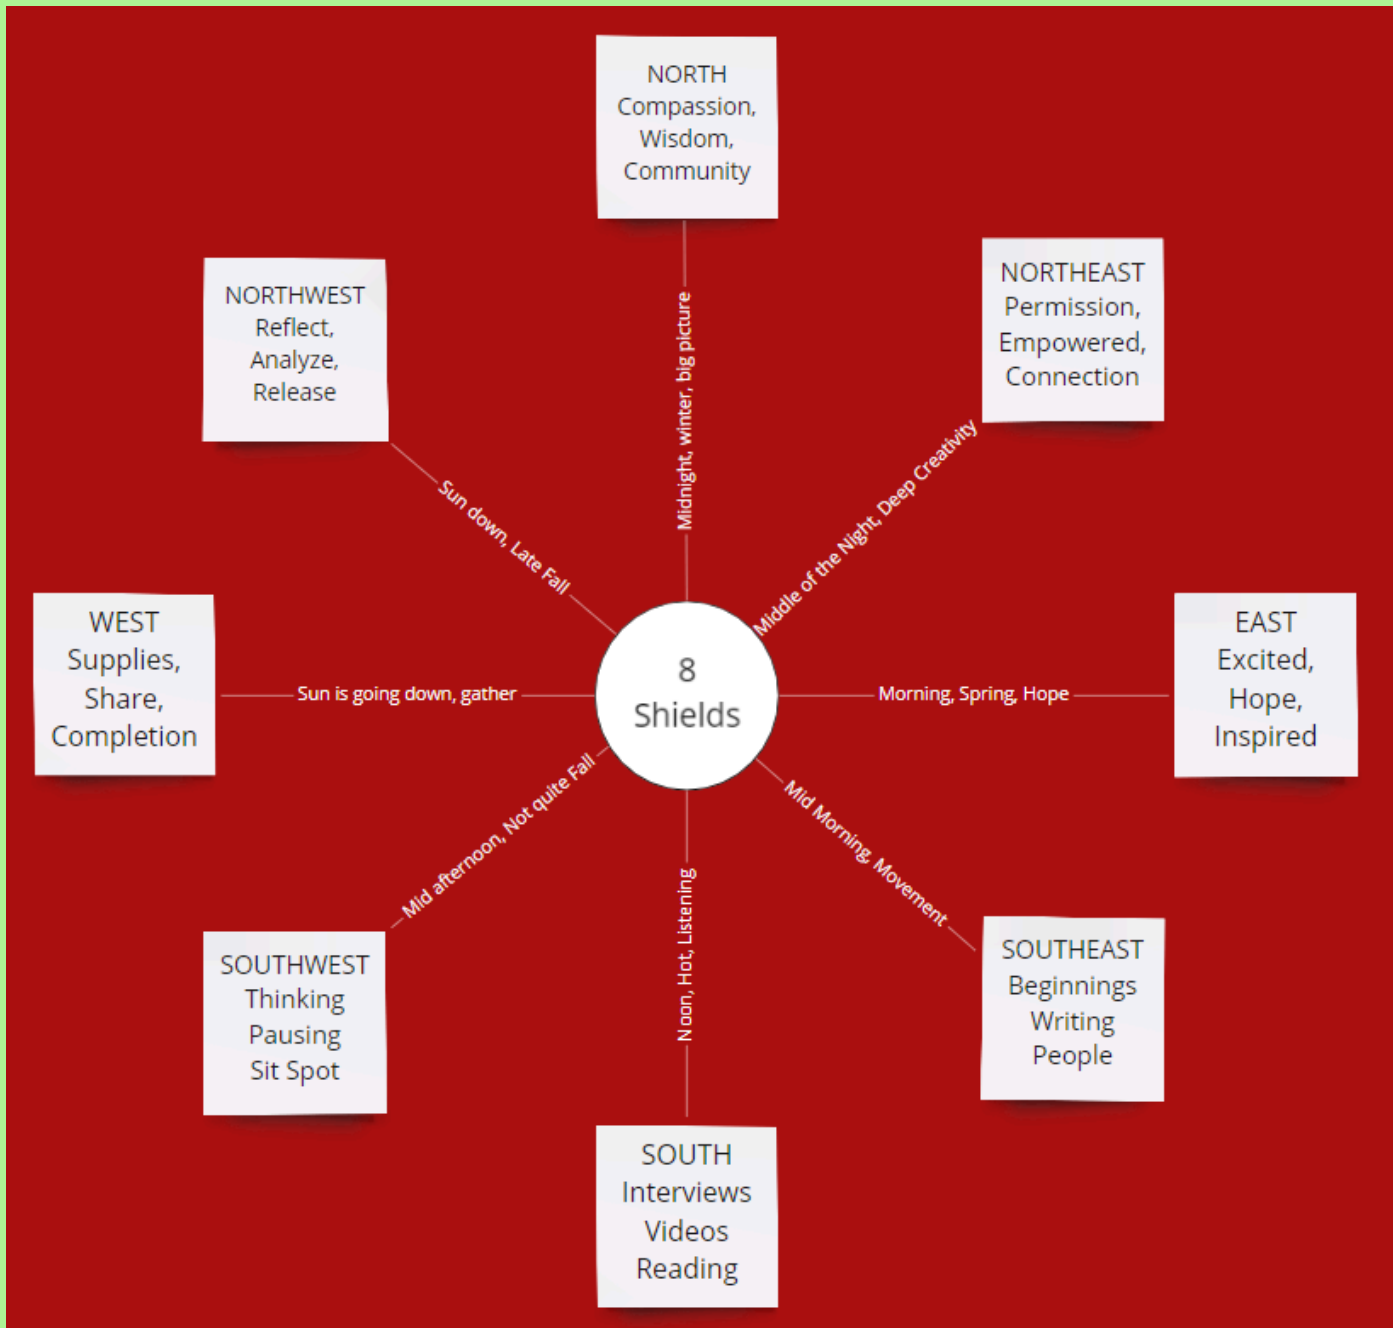 NORTH
Compassion,
Wisdom,
Community
Midnight, winter, big picture
NORTHEAST
Permission,
Empowered,
Connection
Middle of the Night, Deep Creativity
EAST
Excited,
Hope,
Inspired
Morning, Spring, Hope
SOUTHEAST
Beginnings
Writing
People
Mid Morning, Movement
SOUTH
Interviews
Videos
Reading
Noon, Hot, Listening
SOUTHWEST
Thinking
Pausing
Sit Spot
Mid afternoon, Not quite Fall
WEST
Supplies,
Share,
Completion
Sun is going down, gather
NORTHWEST
Reflect,
Analyze,
Release
Sun down, Late Fall
8
Shields